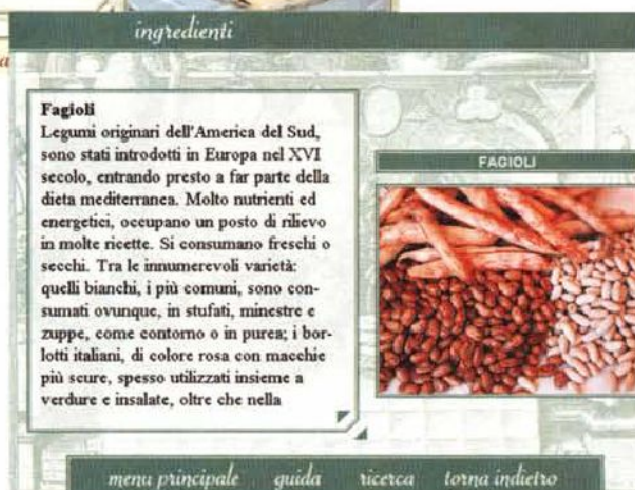 ingredienti
Fagioli
Legumi originari dell'America del Sud,
sono stati introdotti in Europa nel XVI
secolo, entrando presto a far parte della
dieta mediterranea. Molto nutrienti ed
energetici, occupano un posto di rilievo
in molte ricette. Si consumano freschi o
secchi. Tra le innumerevoli varietà:
quelli bianchi, i più comuni, sono con-
sumati ovunque, in stufati, minestre e
zuppe, come contorno o in purea; i bor-
lotti italiani, di colore rosa con macchie
più scure, spesso utilizzati insieme a
verdure e insalate, oltre che nella
FAGIOLI
menu principale guida ricerca torna indietro